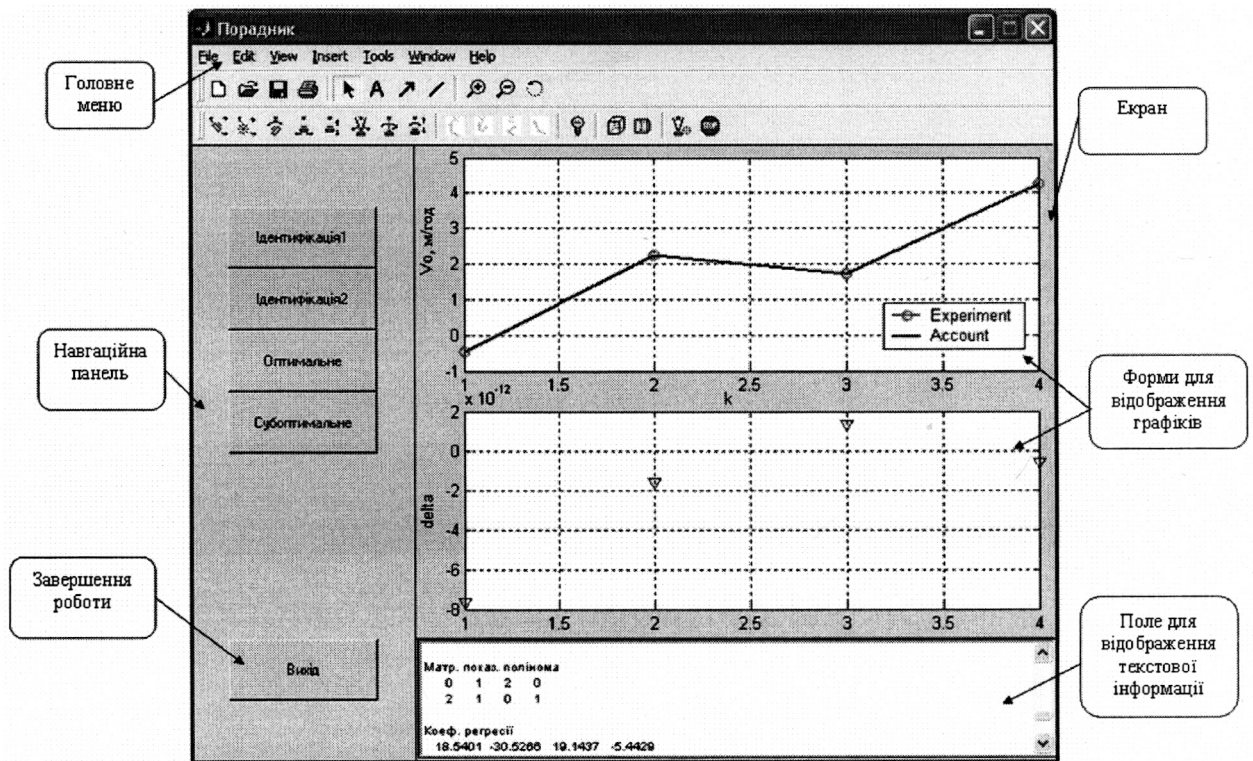 Порадник
File Edit View Insert Tools Window Help
Головне
меню
Екран
Ідентифікація1
Ідентифікація2
Оптимальне
Субоптимальне
Навгаційна
панель
Завершення
роботи
Вихід
Vo, м/год
5
4
3
2
1
0
-1
1 1.5 2 2.5 3 3.5 4
k
Experiment
Account
Форми для
відображення
графіків
x 10^-12
delta
2
0
-2
-4
-6
-8
1 1.5 2 2.5 3 3.5 4
Матр. показ. полінома
0 1 2 0
2 1 0 1
Коеф. регресії
18.5401 -30.5266 19.1437 -5.4429
Поле для
відображення
текстової
інформації